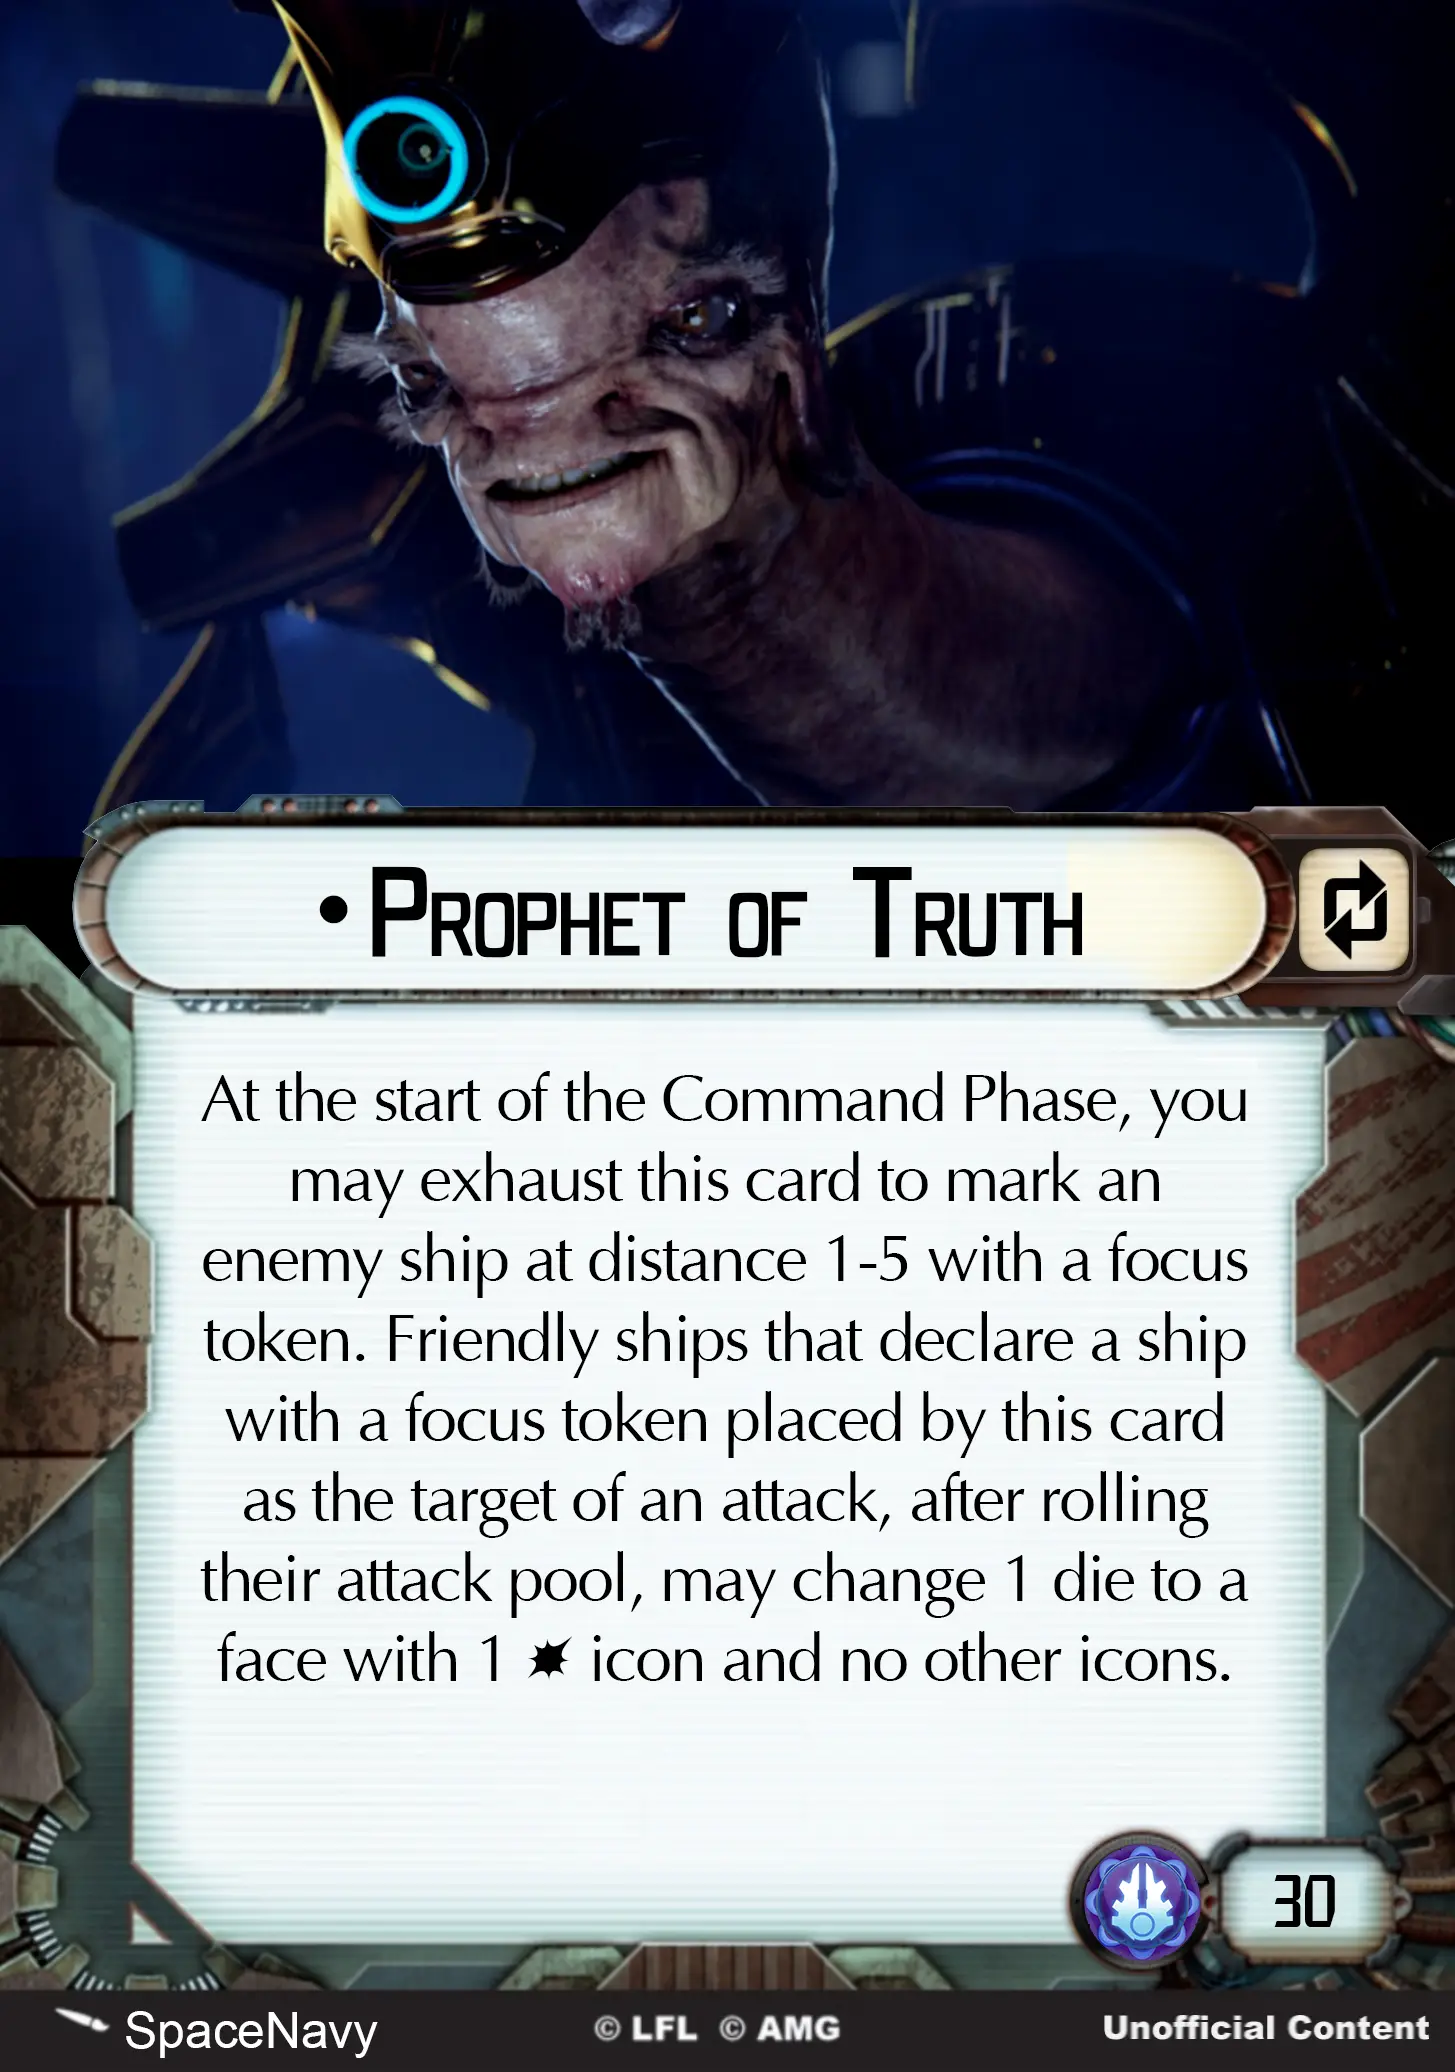 • Prophet of Truth
At the start of the Command Phase, you
may exhaust this card to mark an
enemy ship at distance 1-5 with a focus
token. Friendly ships that declare a ship
with a focus token placed by this card
as the target of an attack, after rolling
their attack pool, may change 1 die to a
face with 1 icon and no other icons.
30
SpaceNavy
© LFL © AMG
Unofficial Content